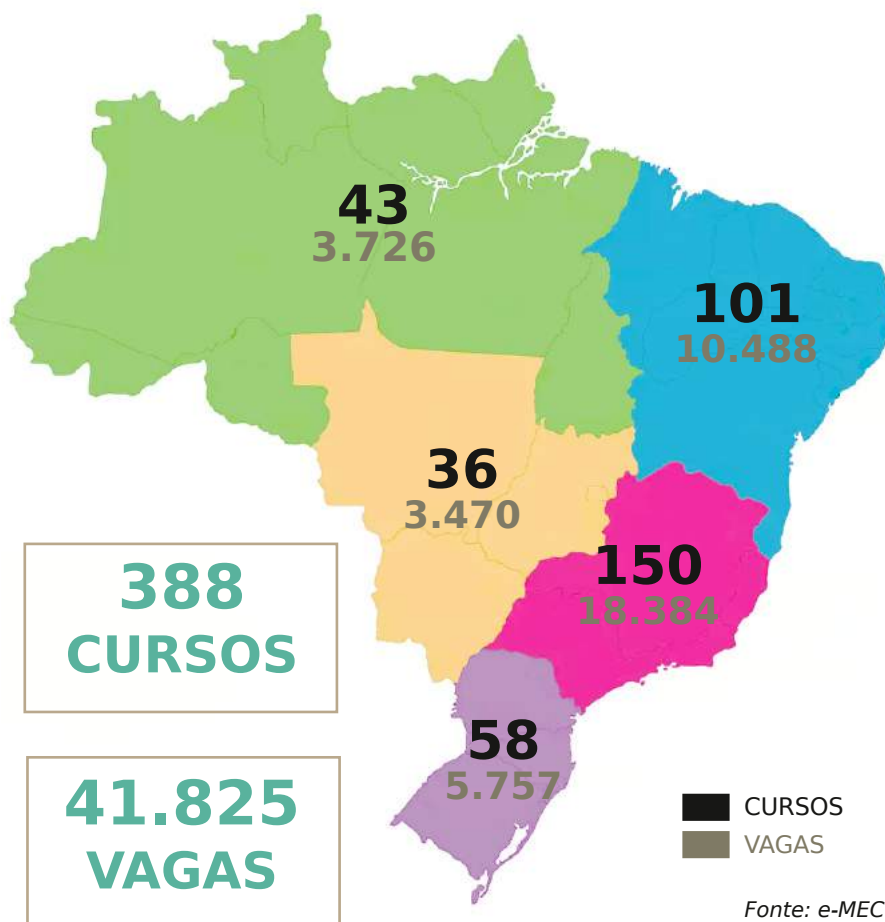 43
3.726
101
10.488
36
3.470
388
CURSOS
150
18.384
58
5.757
41.825
VAGAS
CURSOS
VAGAS
Fonte: e-MEC